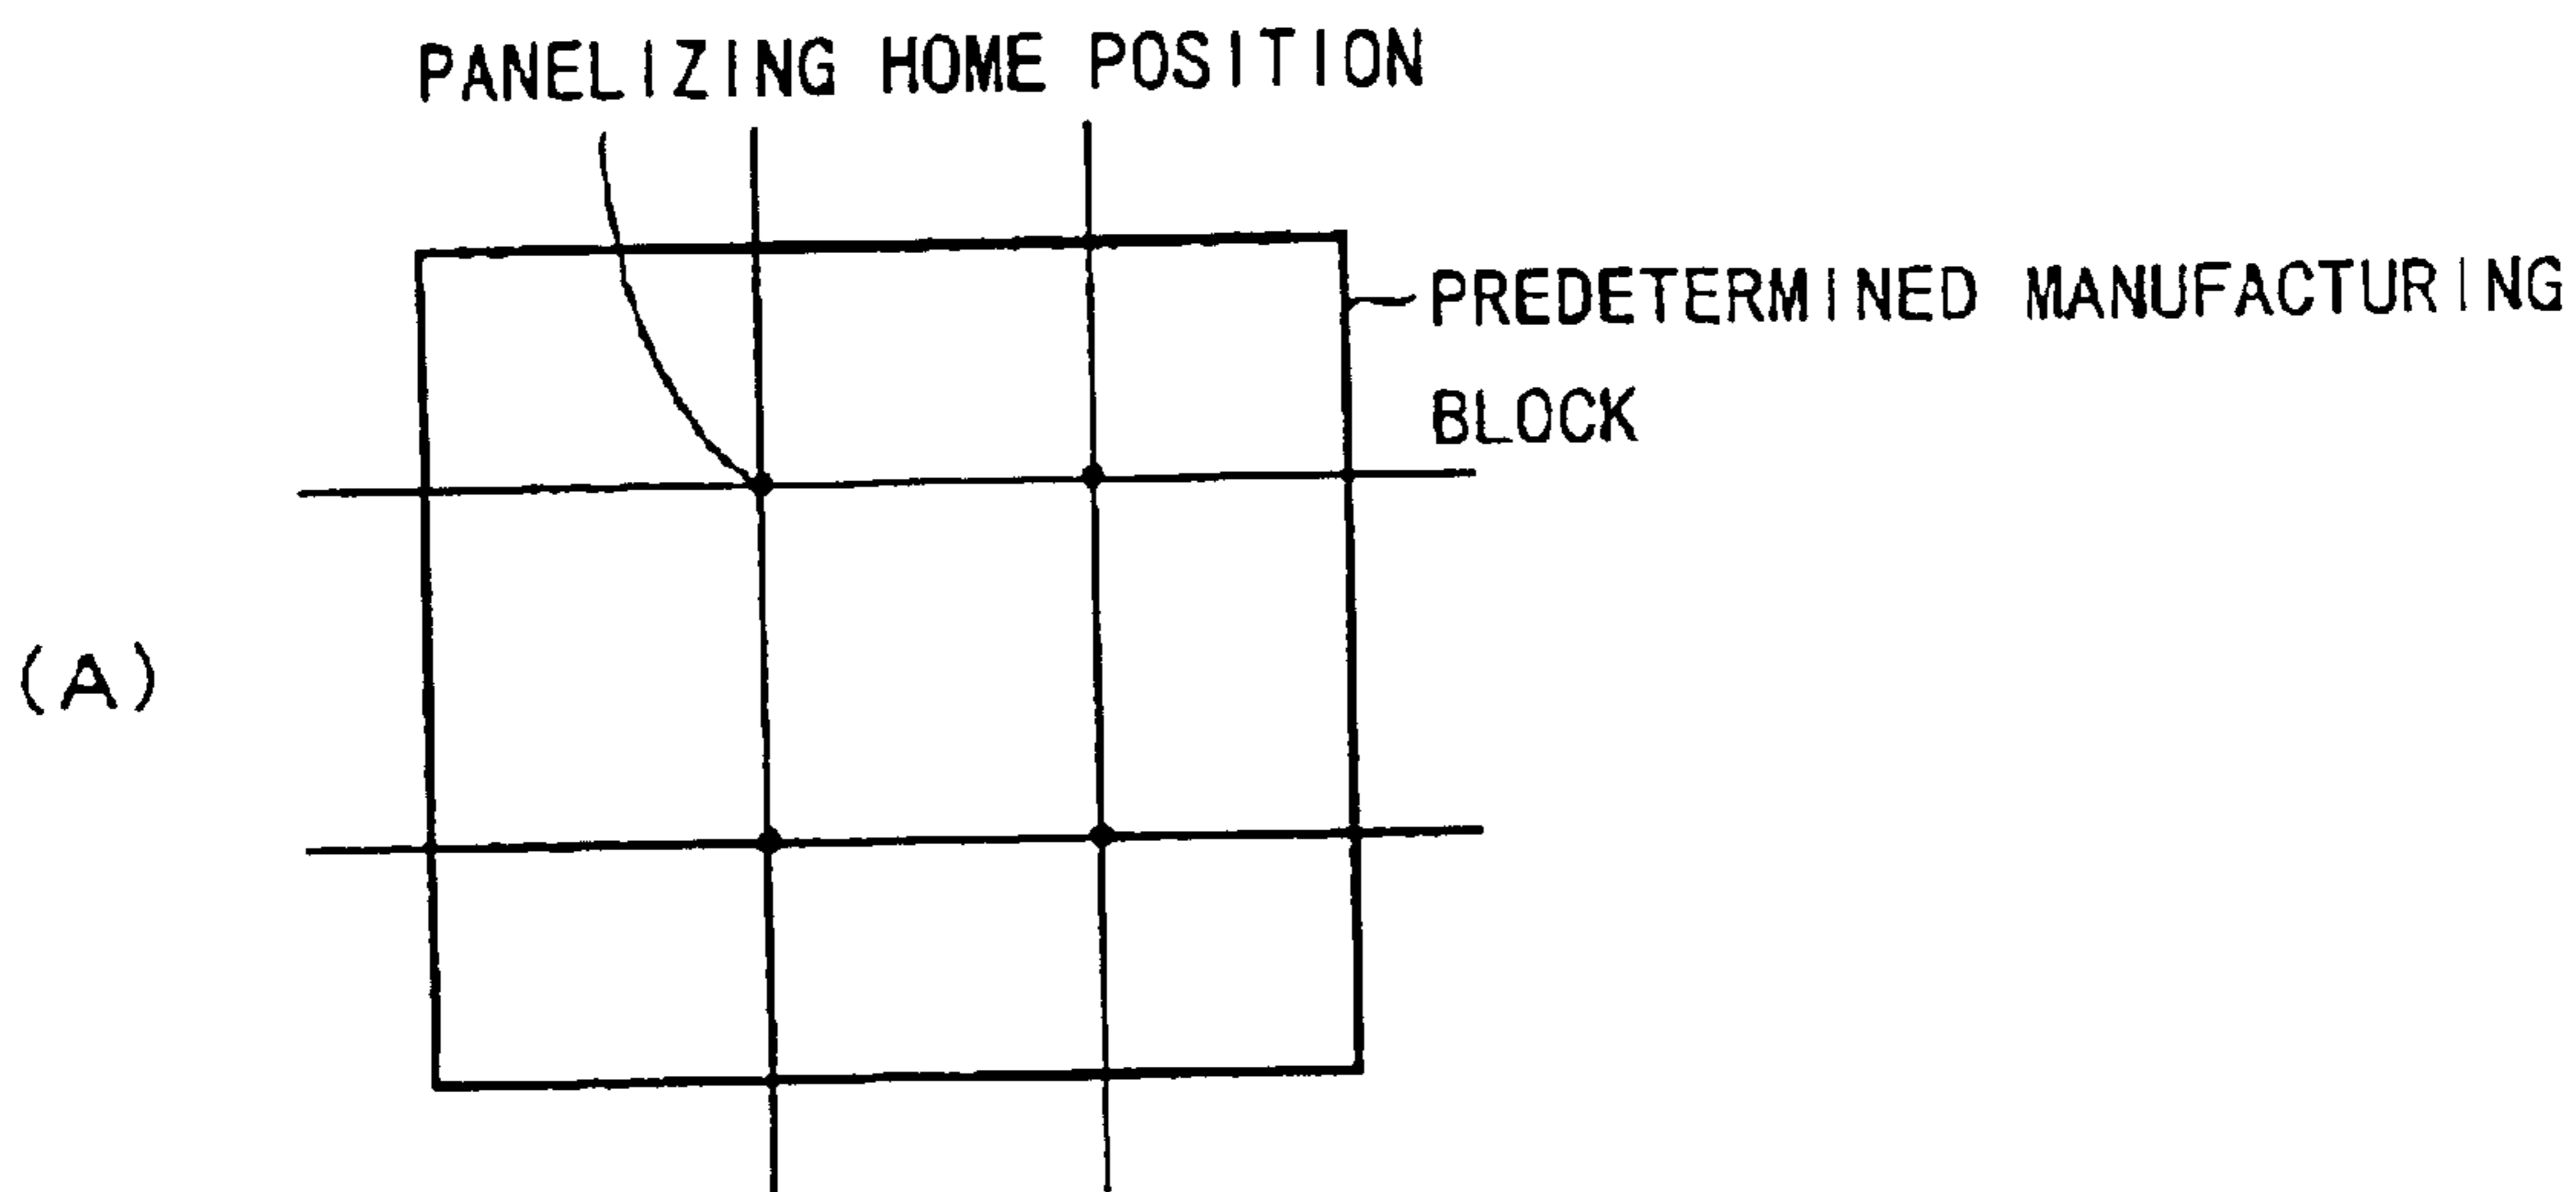 PANELIZING HOME POSITION
PREDETERMINED MANUFACTURING
BLOCK
(A)